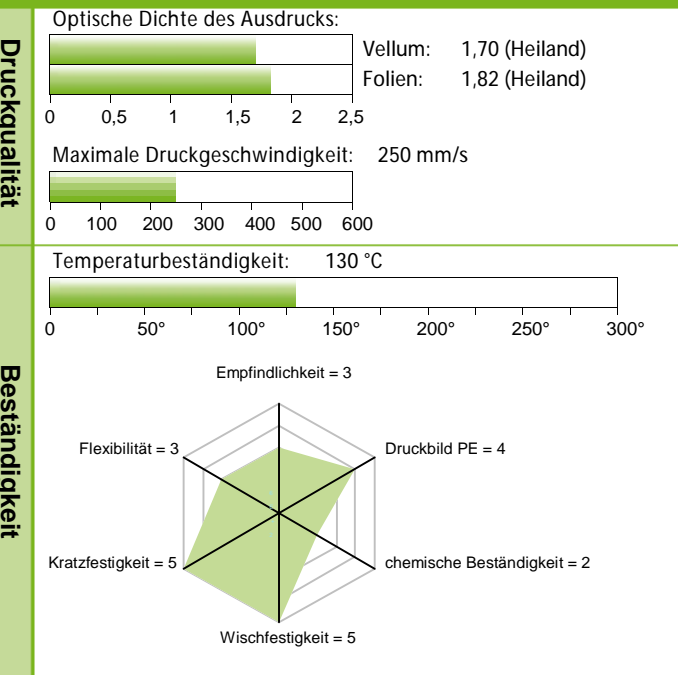 Druckqualität
Optische Dichte des Ausdrucks:
Vellum: 1,70 (Heiland)
Folien: 1,82 (Heiland)
0 0,5 1 1,5 2 2,5
Maximale Druckgeschwindigkeit: 250 mm/s
0 100 200 300 400 500 600
Beständigkeit
Temperaturbeständigkeit: 130 °C
0 50° 100° 150° 200° 250° 300°
Empfindlichkeit = 3
Flexibilität = 3
Druckbild PE = 4
Kratzfestigkeit = 5
chemische Beständigkeit = 2
Wischfestigkeit = 5